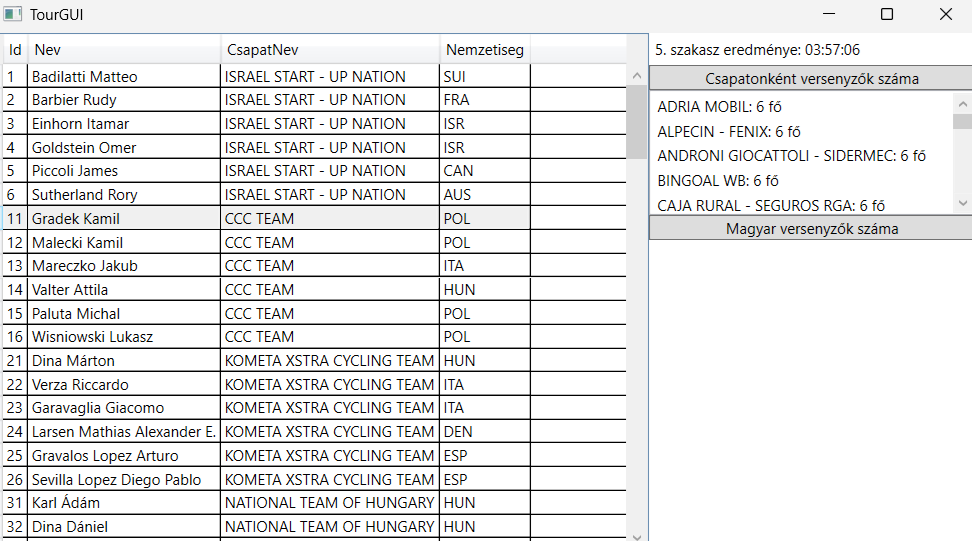 TourGUI
Id Nev CsapatNev Nemzetiseg
1 Badilatti Matteo ISRAEL START - UP NATION SUI
2 Barbier Rudy ISRAEL START - UP NATION FRA
3 Einhorn Itamar ISRAEL START - UP NATION ISR
4 Goldstein Omer ISRAEL START - UP NATION ISR
5 Piccoli James ISRAEL START - UP NATION CAN
6 Sutherland Rory ISRAEL START - UP NATION AUS
11 Gradek Kamil CCC TEAM POL
12 Malecki Kamil CCC TEAM POL
13 Mareczko Jakub CCC TEAM ITA
14 Valter Attila CCC TEAM HUN
15 Paluta Michal CCC TEAM POL
16 Wisniowski Lukasz CCC TEAM POL
21 Dina Márton KOMETA XSTRA CYCLING TEAM HUN
22 Verza Riccardo KOMETA XSTRA CYCLING TEAM ITA
23 Garavaglia Giacomo KOMETA XSTRA CYCLING TEAM ITA
24 Larsen Mathias Alexander E. KOMETA XSTRA CYCLING TEAM DEN
25 Gravalos Lopez Arturo KOMETA XSTRA CYCLING TEAM ESP
26 Sevilla Lopez Diego Pablo KOMETA XSTRA CYCLING TEAM ESP
31 Karl Ádám NATIONAL TEAM OF HUNGARY HUN
32 Dina Dániel NATIONAL TEAM OF HUNGARY HUN
5. szakasz eredménye: 03:57:06
Csapatonként versenyzők száma
ADRIA MOBIL: 6 fő
ALPECIN - FENIX: 6 fő
ANDRONI GIOCATTOLI - SIDERMEC: 6 fő
BINGOAL WB: 6 fő
CAJA RURAL - SEGUROS RGA: 6 fő
Magyar versenyzők száma